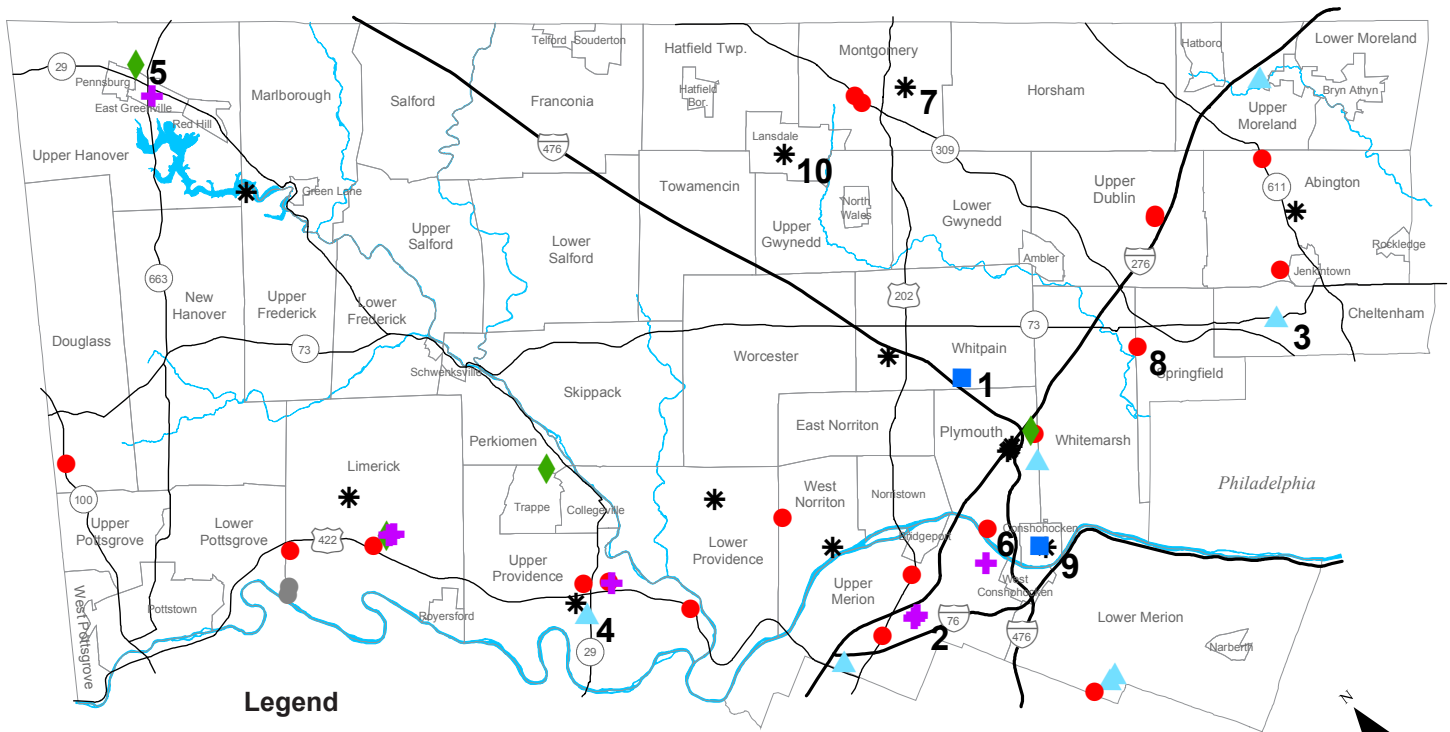 Telford
Souderton
Hatfield Twp.
Montgomery
Hatboro
Lower Moreland
29
Pennsburg
5
East Greenville
Red Hill
Marlborough
Salford
Franconia
Hatfield
Bor.
7
Horsham
Bryn Athyn
Upper
Moreland
Upper Hanover
476
Lansdale
10
309
Green Lane
Towamencin
Upper
Dublin
611
Abington
North
Wales
Lower
Gwynedd
Upper
Gwynedd
Upper
Salford
Lower
Salford
Ambler
276
Rockledge
Jenkintown
663
New
Hanover
Upper
Frederick
Lower
Frederick
202
73
Cheltenham
3
Douglass
73
Schwenksville
Worcester
Whitpain
8
Springfield
1
Skippack
East Norriton
Plymouth
Whitemarsh
Perkiomen
Limerick
Philadelphia
100
Upper
Pottsgrove
Lower
Pottsgrove
422
Trappe
Collegeville
West
Norriton
Norristown
Conshohocken
Bridgeport
6
9
Upper
Providence
Lower
Providence
Upper
Merion
West
Conshohocken
West Pottsgrove
Pottstown
Royersford
4
29
76
2
476
Lower Merion
Narberth
Legend
N